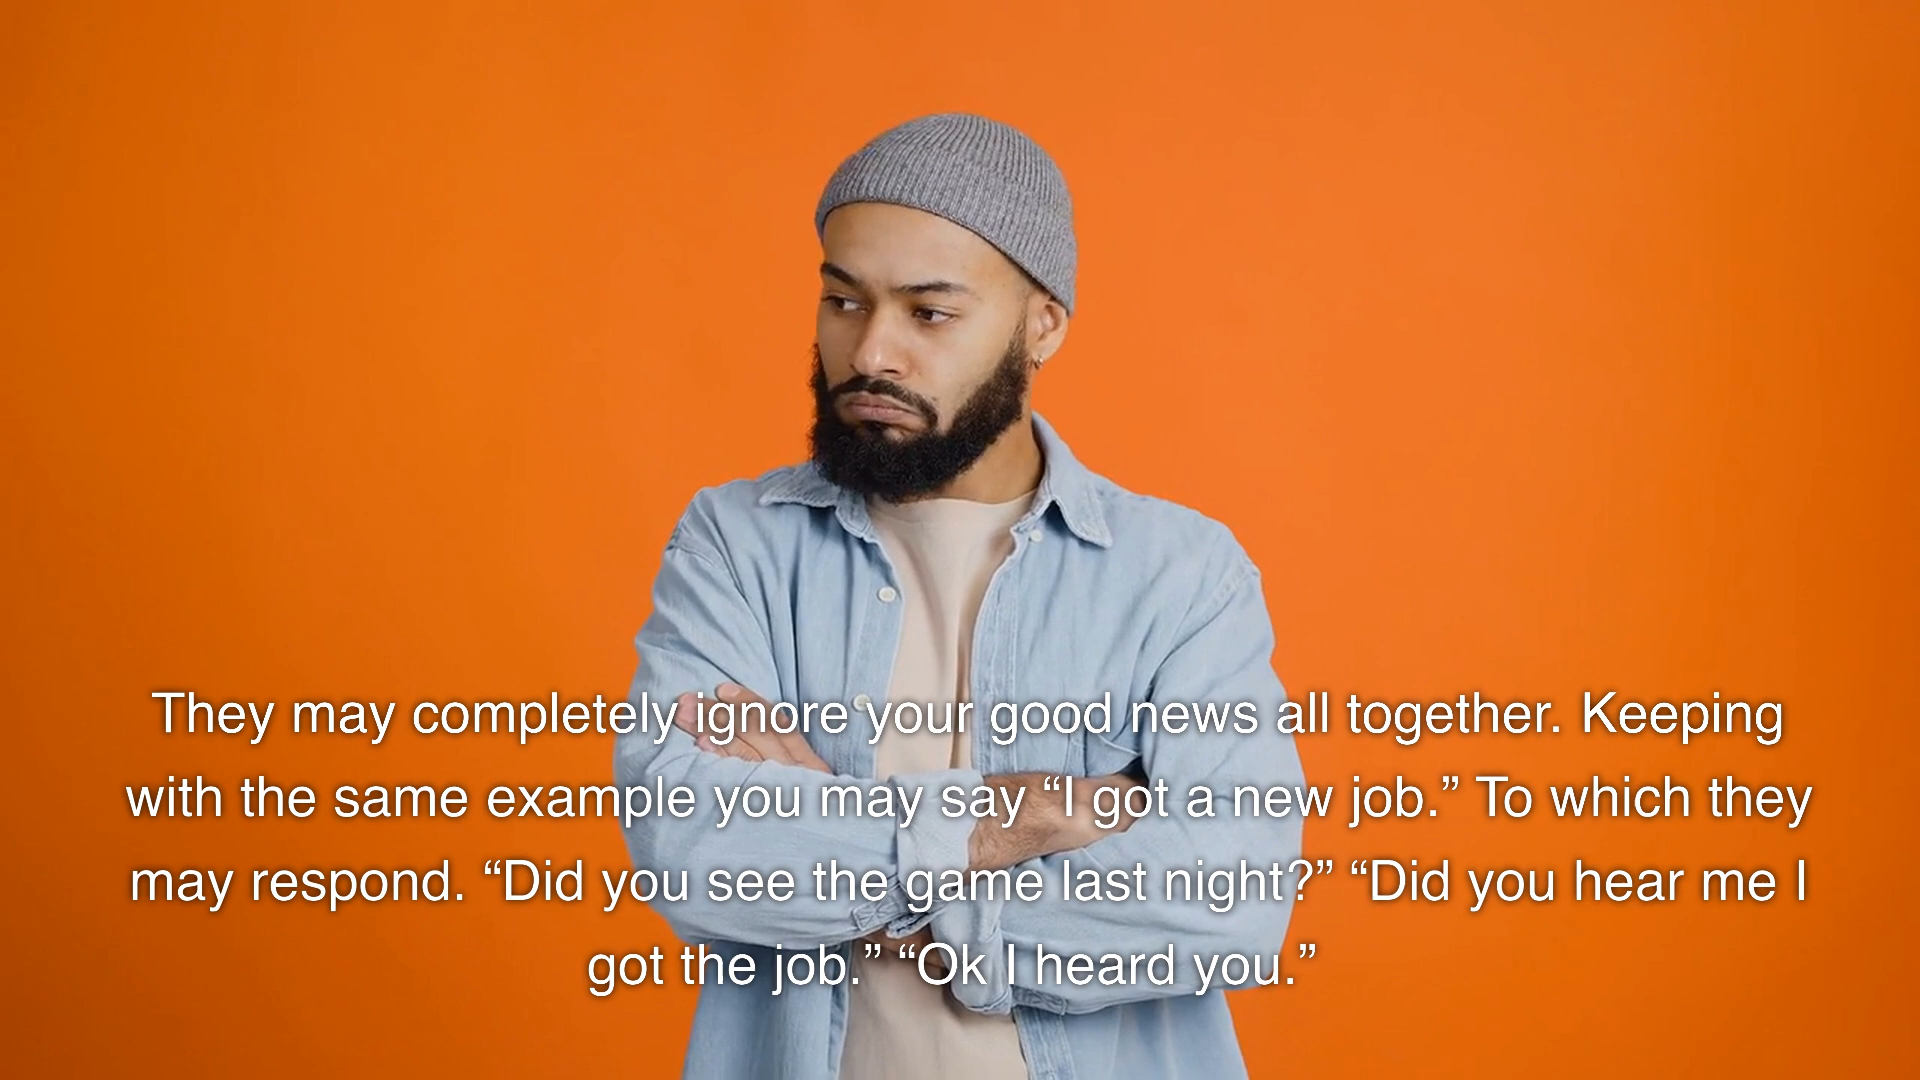 They may completely ignore your good news all together. Keeping
with the same example you may say “I got a new job.” To which they
may respond. “Did you see the game last night?” “Did you hear me I
got the job.” “Ok I heard you.”